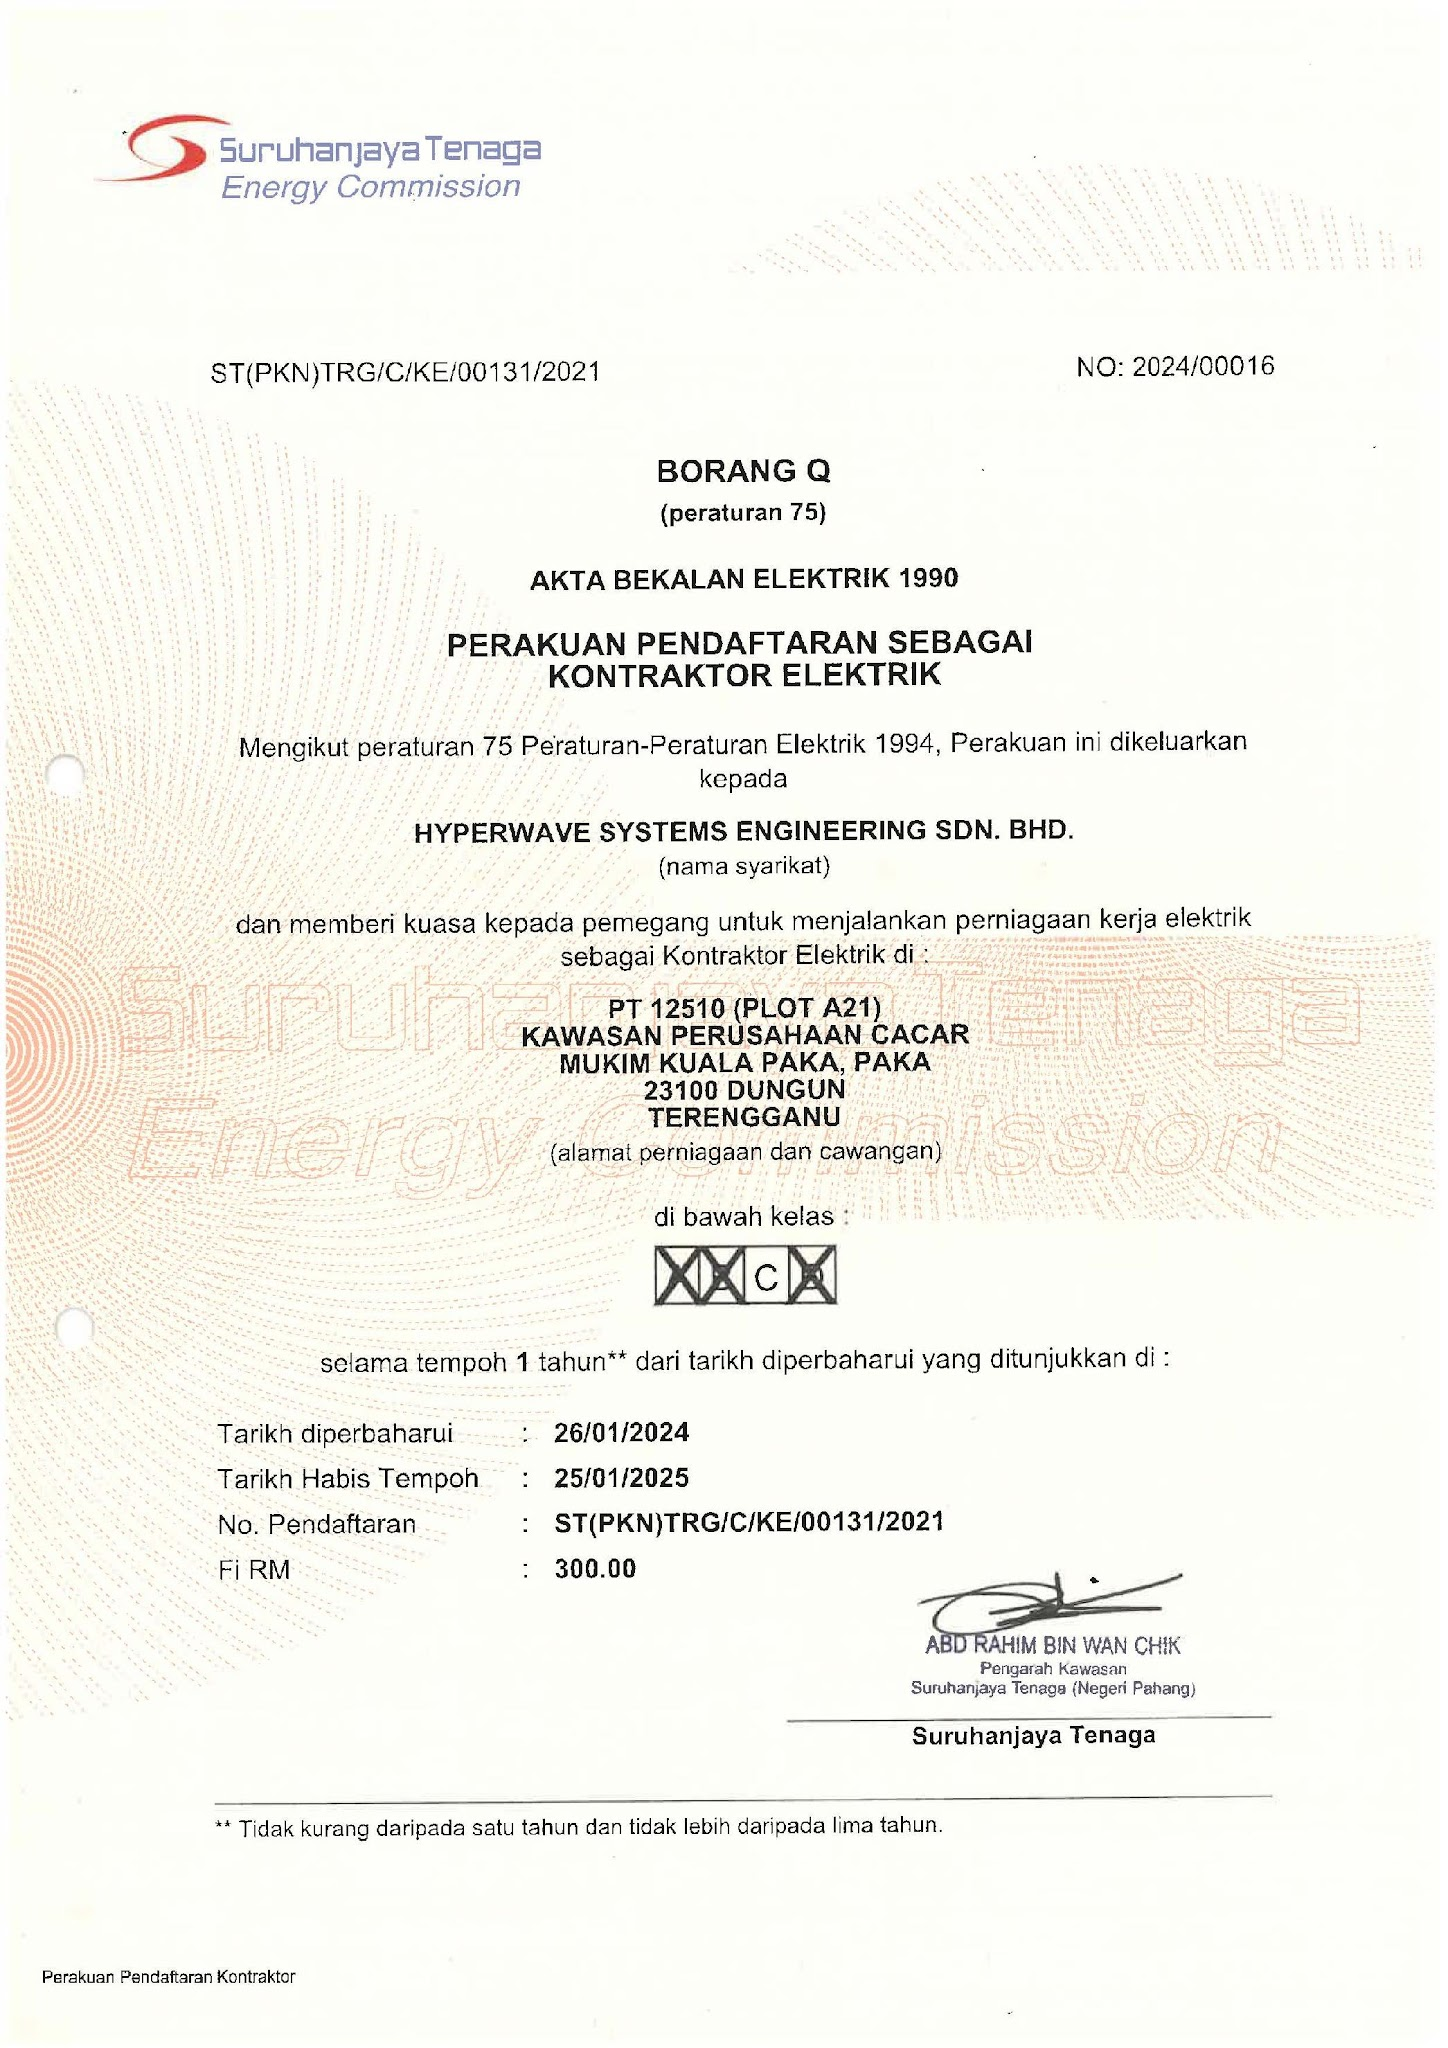 Suruhanjaya Tenaga
Energy Commission
ST(PKN)TRG/C/KE/00131/2021
NO: 2024/00016
BORANG Q
(peraturan 75)
AKTA BEKALAN ELEKTRIK 1990
PERAKUAN PENDAFTARAN SEBAGAI
KONTRAKTOR ELEKTRIK
Mengikut peraturan 75 Peraturan-Peraturan Elektrik 1994, Perakuan ini dikeluarkan
kepada
HYPERWAVE SYSTEMS ENGINEERING SDN. BHD.
(nama syarikat)
dan memberi kuasa kepada pemegang untuk menjalankan perniagaan kerja elektrik
sebagai Kontraktor Elektrik di :
Suruhanjaya Tenaga
Energy Commission
PT 12510 (PLOT A21)
KAWASAN PERUSAHAAN CACAR
MUKIM KUALA PAKA, PAKA
23100 DUNGUN
TERENGGANU
(alamat perniagaan dan cawangan)
di bawah kelas :
C
selama tempoh 1 tahun** dari tarikh diperbaharui yang ditunjukkan di :
Tarikh diperbaharui : 26/01/2024
Tarikh Habis Tempoh : 25/01/2025
No. Pendaftaran : ST(PKN)TRG/C/KE/00131/2021
Fi RM : 300.00
ABD RAHIM BIN WAN CHIK
Pengarah Kawasan
Suruhanjaya Tenaga (Negeri Pahang)
Suruhanjaya Tenaga
** Tidak kurang daripada satu tahun dan tidak lebih daripada lima tahun.
Perakuan Pendaftaran Kontraktor